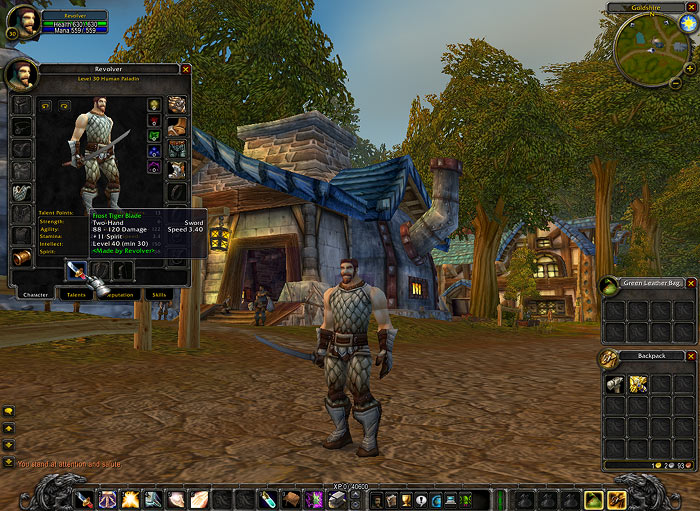 Revolver
Health 630 / 630
Mana 559 / 559
30
Goldshire
N
Revolver
Level 30 Human Paladin
Talent Points:
Strength:
Agility:
Stamina:
Intellect:
Spirit:
Frost Tiger Blade
Two-Hand Sword
88 - 120 Damage Speed 3.40
+11 Spirit
Level 40 (min 30)
<Made by Revolver>
Character Talents Reputation Skills
Green Leather Bag
Backpack
1 2 93
You stand at attention and salute.
XP 0 / 40600